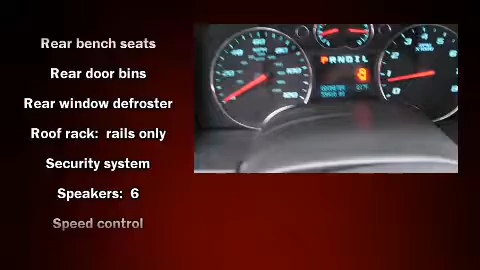 Rear bench seats
Rear door bins
Rear window defroster
Roof rack: rails only
Security system
Speakers: 6
Speed control
PRNDIL